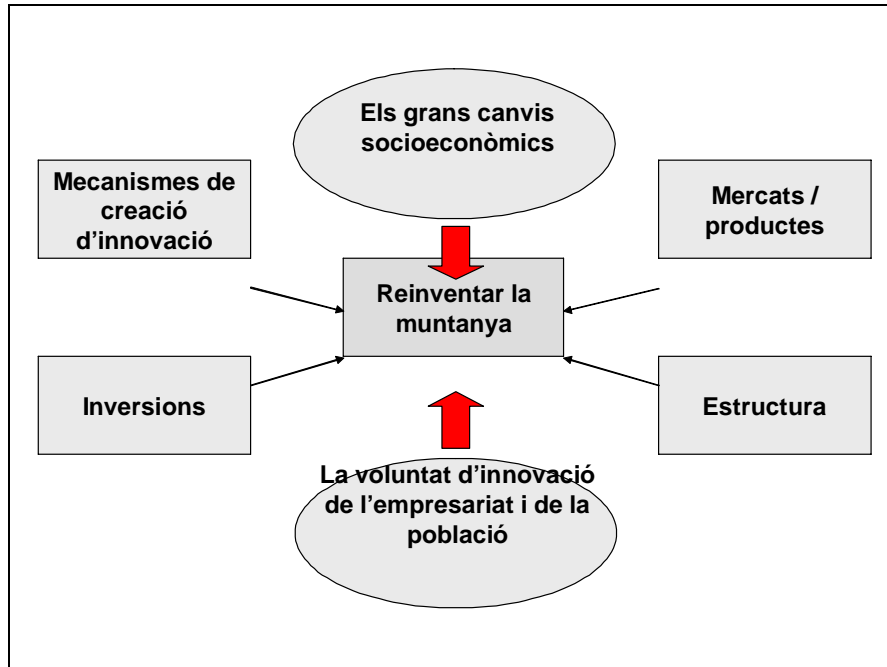 Els grans canvis
socioeconòmics
Mecanismes de
creació
d’innovació
Mercats /
productes
Reinventar la
muntanya
Inversions
Estructura
La voluntat d’innovació
de l’empresariat i de la
població